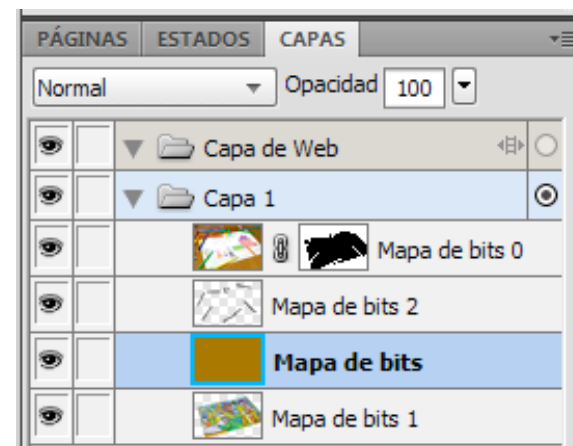 PÁGINAS ESTADOS CAPAS
Normal Opacidad 100
Capa de Web
Capa 1
Mapa de bits 0
Mapa de bits 2
Mapa de bits
Mapa de bits 1